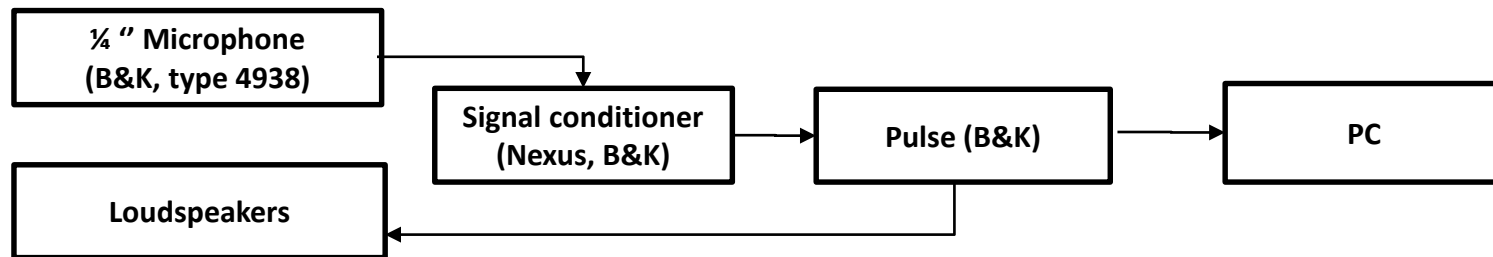 ¼ ‘’ Microphone
(B&K, type 4938)
Signal conditioner
(Nexus, B&K)
Pulse (B&K)
PC
Loudspeakers